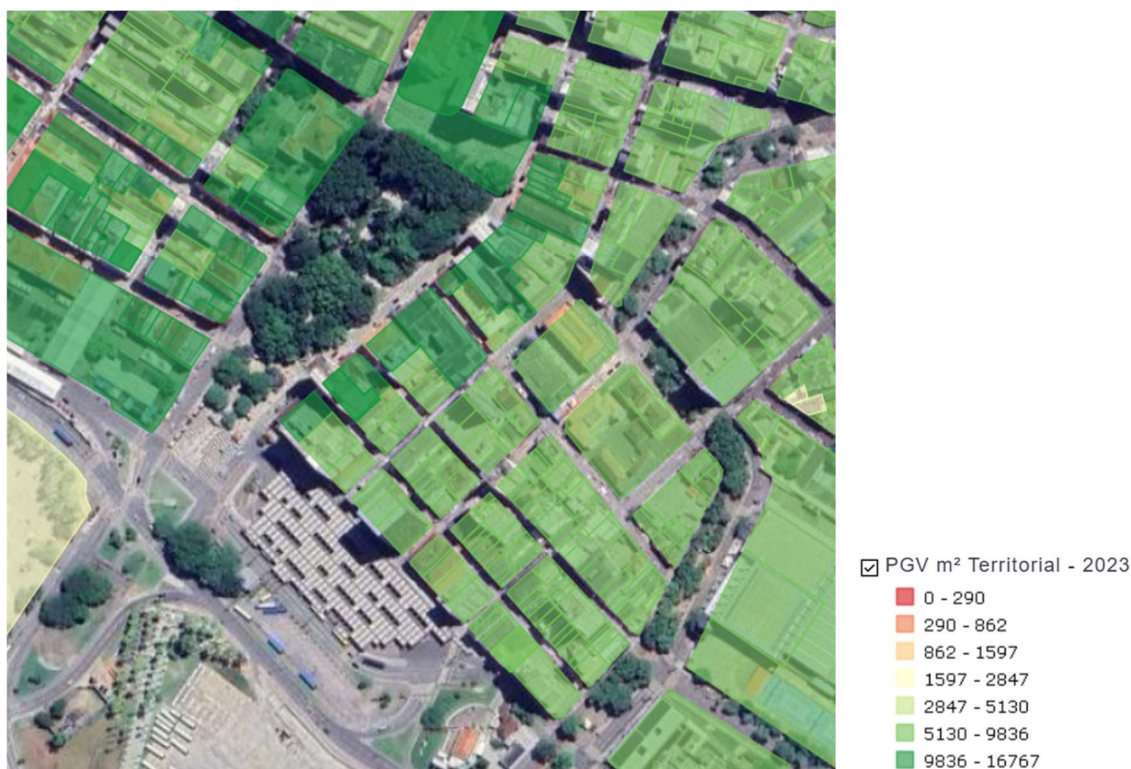 PGV m² Territorial - 2023
0 - 290
290 - 862
862 - 1597
1597 - 2847
2847 - 5130
5130 - 9836
9836 - 16767